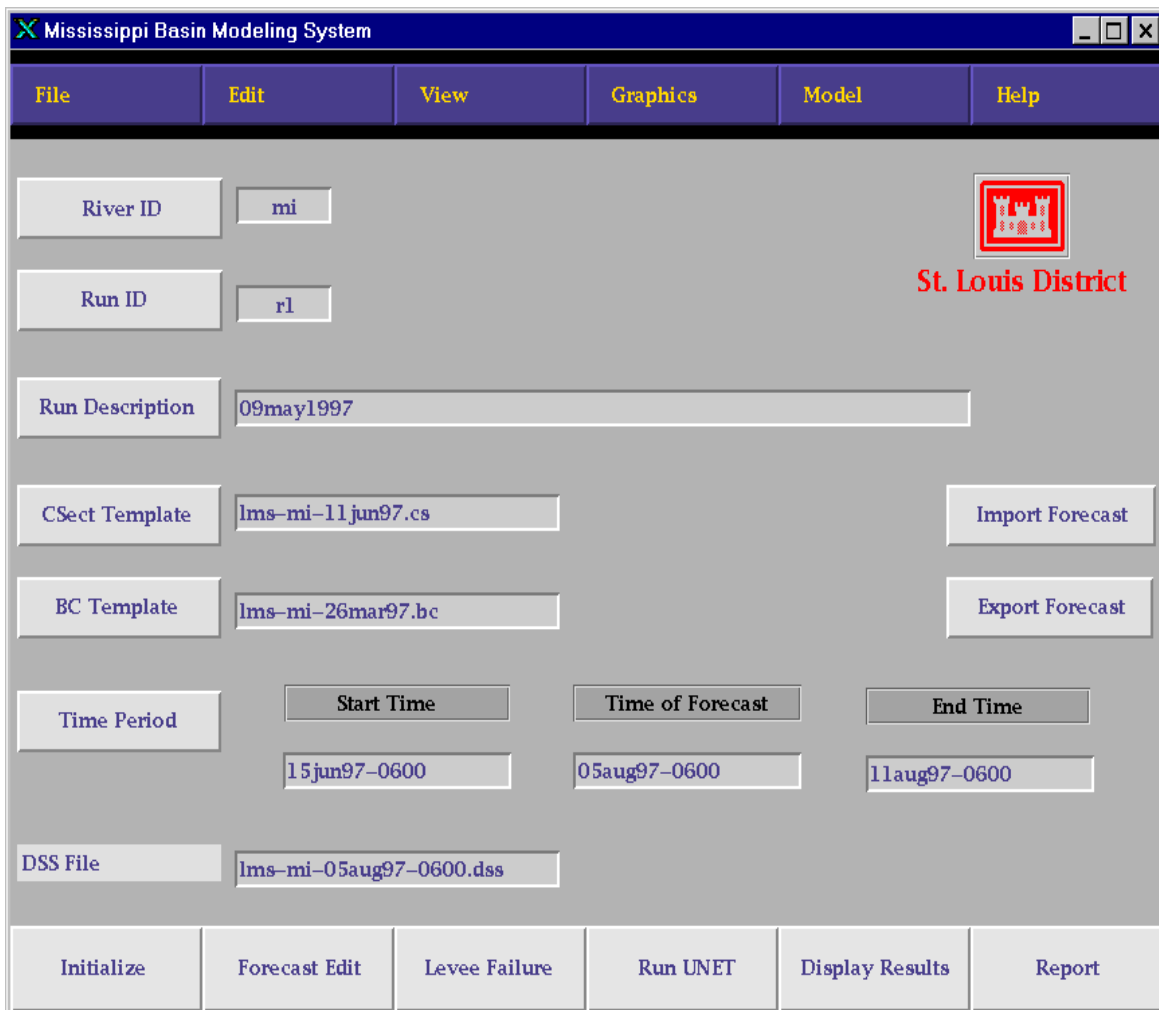 Mississippi Basin Modeling System
File Edit View Graphics Model Help
River ID mi
St. Louis District
Run ID r1
Run Description 09may1997
CSect Template lms-mi-11jun97.cs Import Forecast
BC Template lms-mi-26mar97.bc Export Forecast
Time Period Start Time Time of Forecast End Time
15jun97-0600 05aug97-0600 11aug97-0600
DSS File lms-mi-05aug97-0600.dss
Initialize Forecast Edit Levee Failure Run UNET Display Results Report